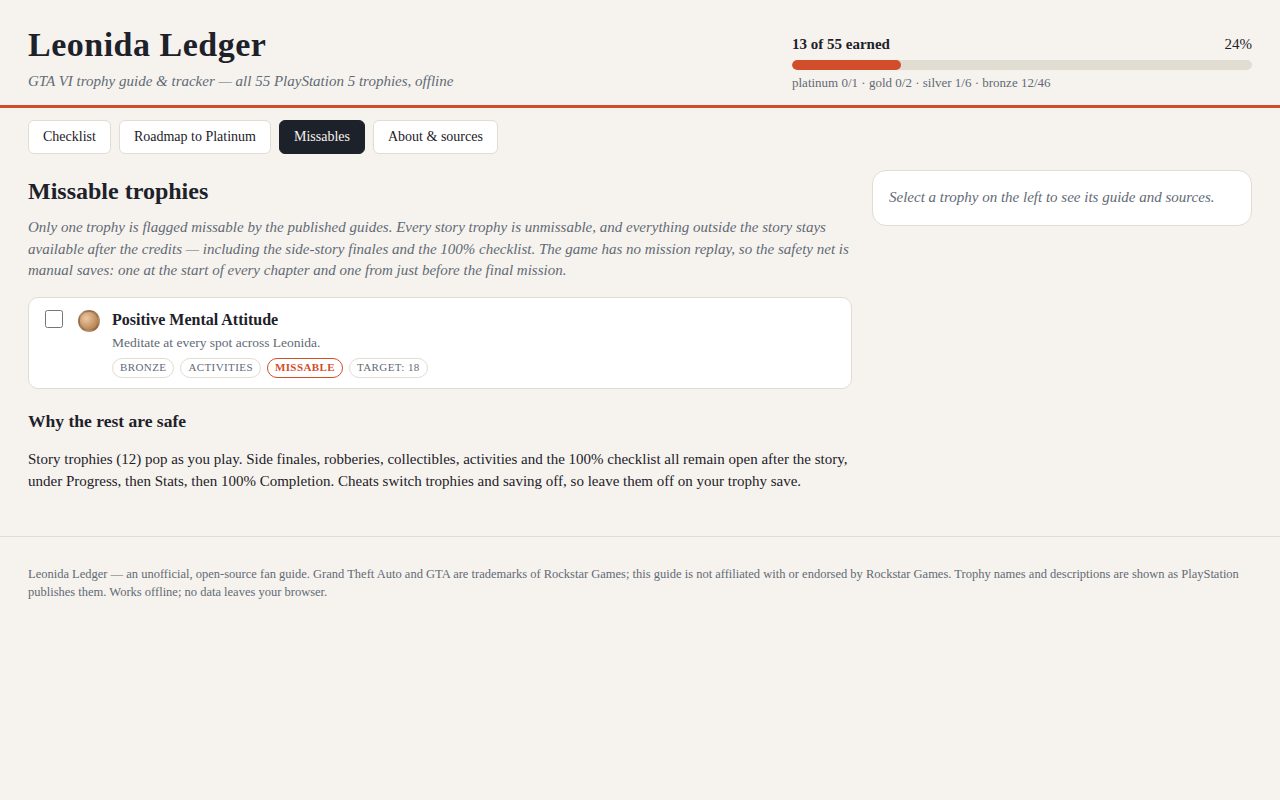 Leonida Ledger
GTA VI trophy guide & tracker — all 55 PlayStation 5 trophies, offline
13 of 55 earned 24%
platinum 0/1 · gold 0/2 · silver 1/6 · bronze 12/46
Checklist Roadmap to Platinum Missables About & sources
Missable trophies
Only one trophy is flagged missable by the published guides. Every story trophy is unmissable, and everything outside the story stays
available after the credits — including the side-story finales and the 100% checklist. The game has no mission replay, so the safety net is
manual saves: one at the start of every chapter and one from just before the final mission.
Select a trophy on the left to see its guide and sources.
Positive Mental Attitude
Meditate at every spot across Leonida.
BRONZE ACTIVITIES MISSABLE TARGET: 18
Why the rest are safe
Story trophies (12) pop as you play. Side finales, robberies, collectibles, activities and the 100% checklist all remain open after the story,
under Progress, then Stats, then 100% Completion. Cheats switch trophies and saving off, so leave them off on your trophy save.
Leonida Ledger — an unofficial, open-source fan guide. Grand Theft Auto and GTA are trademarks of Rockstar Games; this guide is not affiliated with or endorsed by Rockstar Games. Trophy names and descriptions are shown as PlayStation
publishes them. Works offline; no data leaves your browser.